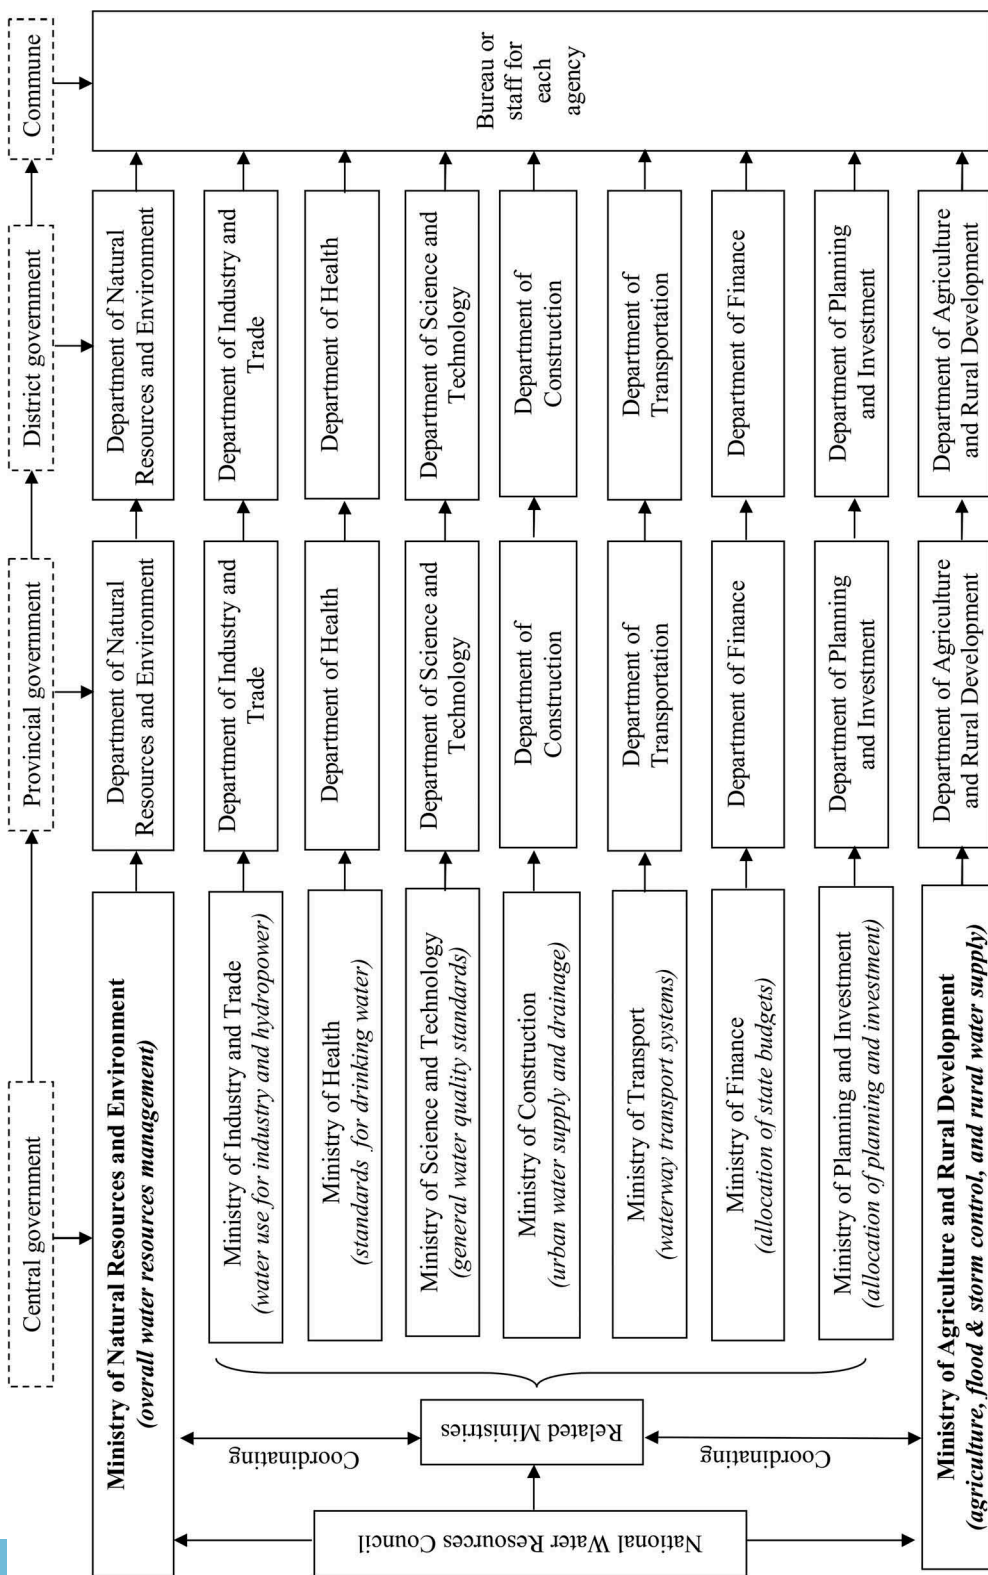 Central government
Provincial government
District government
Commune
Ministry of Natural Resources and Environment
(overall water resources management)
Department of Natural
Resources and Environment
Department of Natural
Resources and Environment
Bureau or
staff for
each
agency
Ministry of Industry and Trade
(water use for industry and hydropower)
Department of Industry and
Trade
Department of Industry and
Trade
Ministry of Health
(standards for drinking water)
Department of Health
Department of Health
Ministry of Science and Technology
(general water quality standards)
Department of Science and
Technology
Department of Science and
Technology
Ministry of Construction
(urban water supply and drainage)
Department of
Construction
Department of
Construction
Ministry of Transport
(waterway transport systems)
Department of
Transportation
Department of
Transportation
Ministry of Finance
(allocation of state budgets)
Department of Finance
Department of Finance
Ministry of Planning and Investment
(allocation of planning and investment)
Department of Planning
and Investment
Department of Planning
and Investment
Ministry of Agriculture and Rural Development
(agriculture, flood & storm control, and rural water supply)
Department of Agriculture
and Rural Development
Department of Agriculture
and Rural Development
National Water Resources Council
Related Ministries
Coordinating
Coordinating